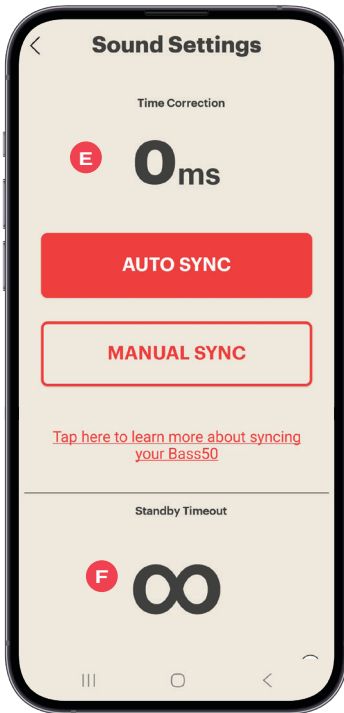 Sound Settings
Time Correction
E
0ms
AUTO SYNC
MANUAL SYNC
Tap here to learn more about syncing
your Bass50
Standby Timeout
F
∞